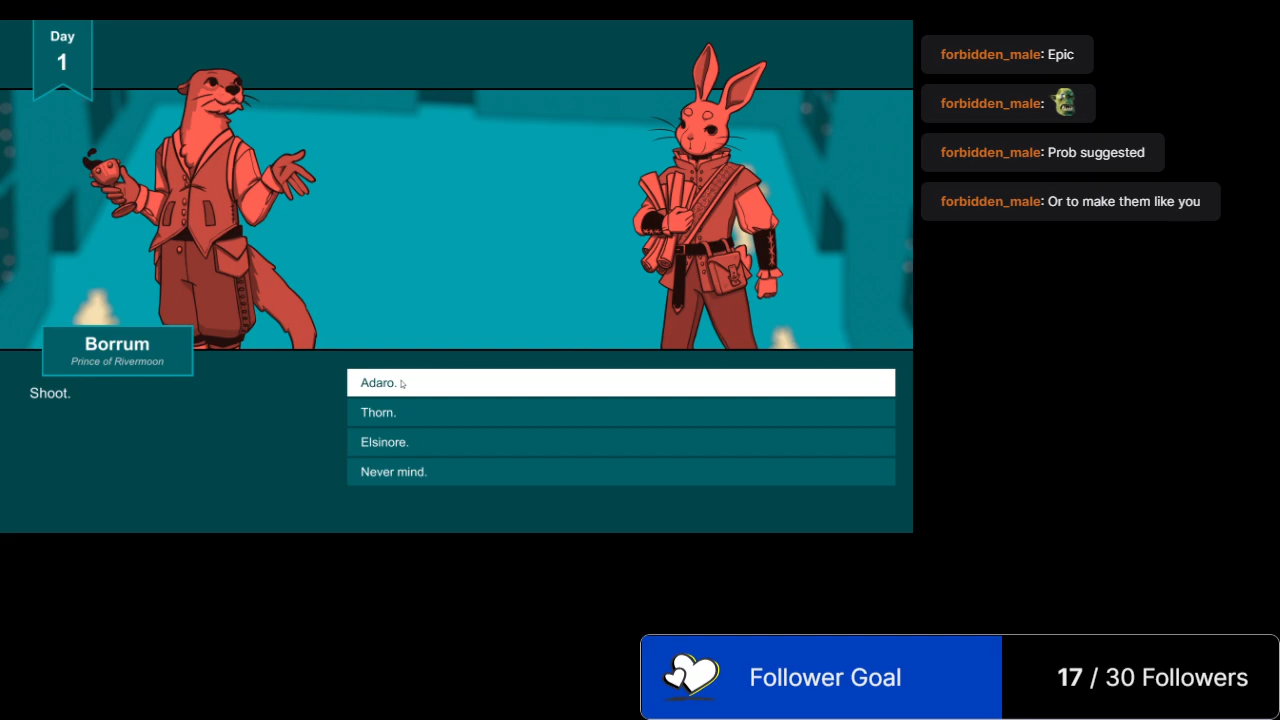 Day
1
forbidden_male: Epic
forbidden_male:
forbidden_male: Prob suggested
forbidden_male: Or to make them like you
Borrum
Prince of Rivermoon
Shoot.
Adaro.
Thorn.
Elsinore.
Never mind.
Follower Goal
17 / 30 Followers